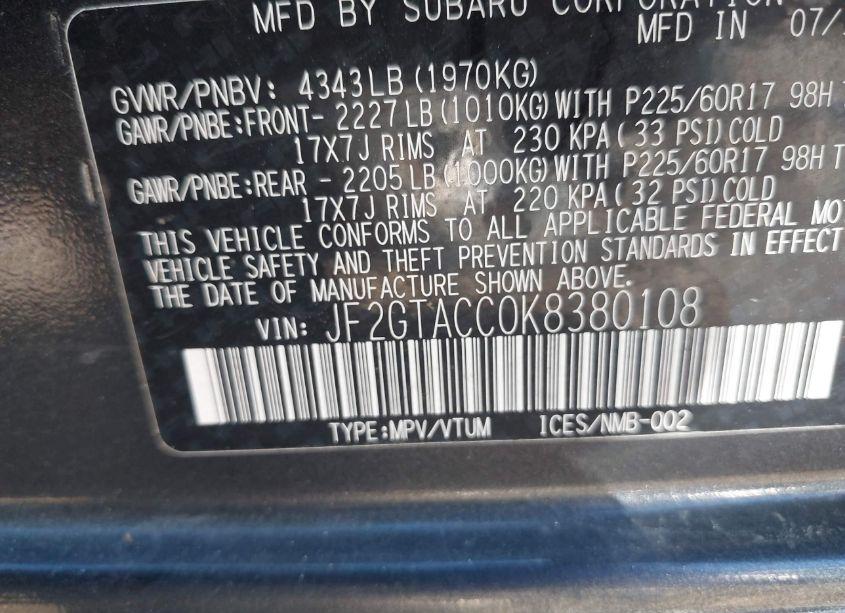 MFD BY SUBARU CORPORATION
MFD IN 07/
GVWR/PNBV: 4343LB(1970KG)
GAWR/PNBE:FRONT- 2227LB(1010KG)WITH P225/60R17 98H T
17X7J RIMS AT 230 KPA(33 PSI)COLD
GAWR/PNBE:REAR - 2205LB(1000KG)WITH P225/60R17 98H T
17X7J RIMS AT 220 KPA(32 PSI)COLD
THIS VEHICLE CONFORMS TO ALL APPLICABLE FEDERAL MOT
VEHICLE SAFETY AND THEFT PREVENTION STANDARDS IN EFFECT
THE DATE OF MANUFACTURE SHOWN ABOVE.
VIN: JF2GTACC0K8380108
TYPE:MPV/VTUM ICES/NMB-002